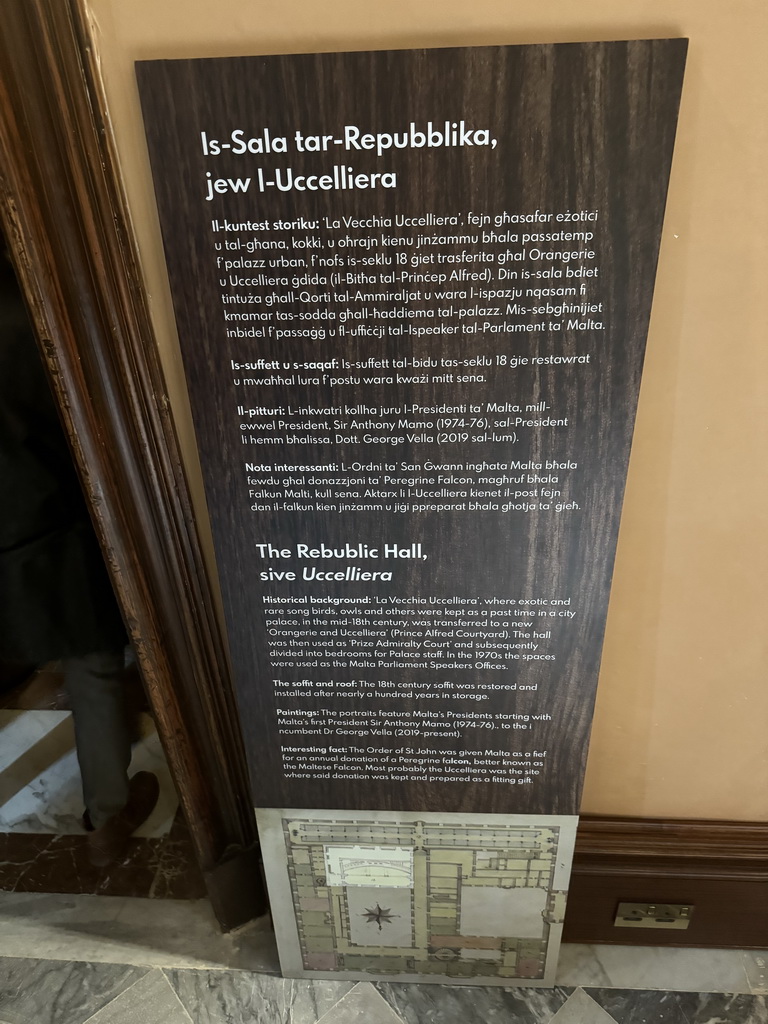 Is-Sala tar-Repubblika,
jew l-Uccelliera
Il-kuntest storiku: 'La Vecchia Uccelliera', fejn għasafar eżotici
u tal-għana, kokki, u oħrajn kienu jinżammu bħala passatemp
f'palazz urban, f'nofs is-seklu 18 ġiet trasferita għal Orangerie
u Uccelliera ġdida (il-Bitħa tal-Prinċep Alfred). Din is-sala bdiet
tintuża għall-Qorti tal-Ammiraljat u wara l-ispazju nqasam fi
kmamar tas-sodda għall-ħaddiema tal-palazz. Mis-sebgħinijiet
inbidel f'passaġġ u fl-uffiċċji tal-Ispeaker tal-Parlament ta' Malta.
Is-suffett u s-saqaf: Is-suffett tal-bidu tas-seklu 18 ġie restawrat
u mwaħħal lura f'postu wara kważi mitt sena.
Il-pitturi: L-inkwatri kollha juru l-Presidenti ta' Malta, mill-
ewwel President, Sir Anthony Mamo (1974-76), sal-President
li hemm bħalissa, Dott. George Vella (2019 sal-lum).
Nota interessanti: L-Ordni ta' San Ġwann ingħata Malta bħala
fewdu għal donazzjoni ta' Peregrine Falcon, magħruf bħala
Falkun Malti, kull sena. Aktarx li l-Uccelliera kienet il-post fejn
dan il-falkun kien jinżamm u jiġi ppreparat bħala għotja ta' ġieħ.
The Rebublic Hall,
sive Uccelliera
Historical background: 'La Vecchia Uccelliera', where exotic and
rare song birds, owls and others were kept as a past time in a city
palace, in the mid-18th century, was transferred to a new
'Orangerie and Uccelliera' (Prince Alfred Courtyard). The hall
was then used as 'Prize Admiralty Court' and subsequently
divided into bedrooms for Palace staff. In the 1970s the spaces
were used as the Malta Parliament Speakers Offices.
The soffit and roof: The 18th century soffit was restored and
installed after nearly a hundred years in storage.
Paintings: The portraits feature Malta's Presidents starting with
Malta's first President Sir Anthony Mamo (1974-76)., to the i
ncumbent Dr George Vella (2019-present).
Interesting fact: The Order of St John was given Malta as a fief
for an annual donation of a Peregrine falcon, better known as
the Maltese Falcon. Most ppobably the Uccelliera was the site
where said donation was kept and prepared as a fitting gift.